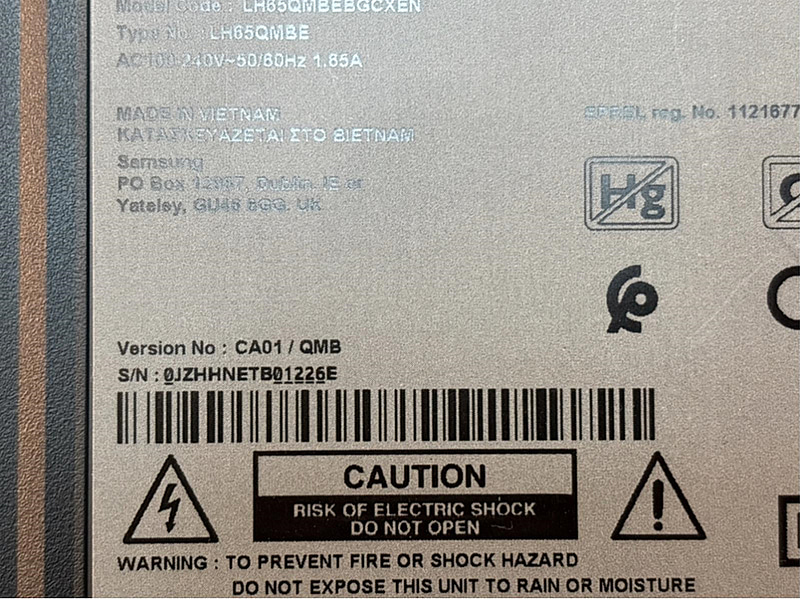 Model Code : LH65QMBEBGCXEN
Type No. : LH65QMBE
AC100-240V~50/60Hz 1.65A
MADE IN VIETNAM
ΚΑΤΑΣΚΕΥΑΖΕΤΑΙ ΣΤΟ ΒΙΕΤΝΑΜ
EPREL reg. No. 1121677
Samsung
PO Box 12987, Dublin. IE or
Yateley, GU46 6GG. UK
Hg
Version No : CA01 / QMB
S/N : 0JZHHNETB01226E
CAUTION
RISK OF ELECTRIC SHOCK
DO NOT OPEN
WARNING : TO PREVENT FIRE OR SHOCK HAZARD
DO NOT EXPOSE THIS UNIT TO RAIN OR MOISTURE